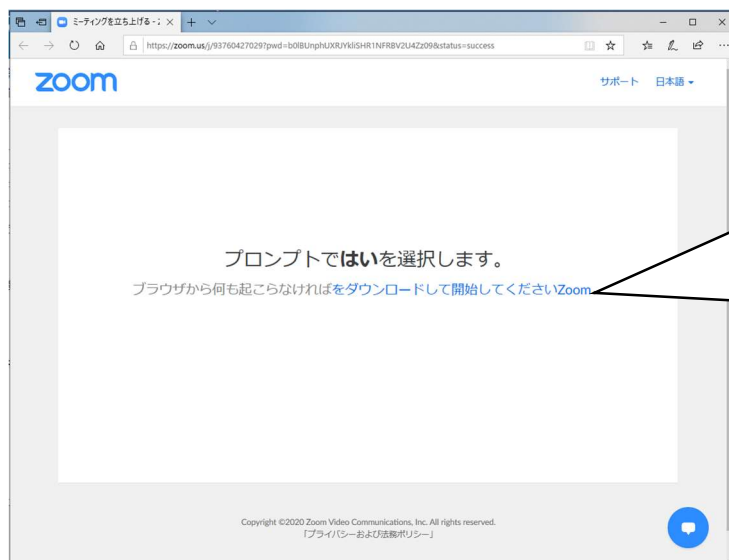 ミーティングを立ち上げる - Z
https://zoom.us/j/93760427029?pwd=b0lBUnphUXRJYkliSHR1NFRBV2U4Zz09&status=success
zoom
サポート 日本語
プロンプトではいを選択します。
ブラウザから何も起こらなければをダウンロードして開始してくださいZoom
Copyright ©2020 Zoom Video Communications, Inc. All rights reserved.
「プライバシーおよび法務ポリシー」